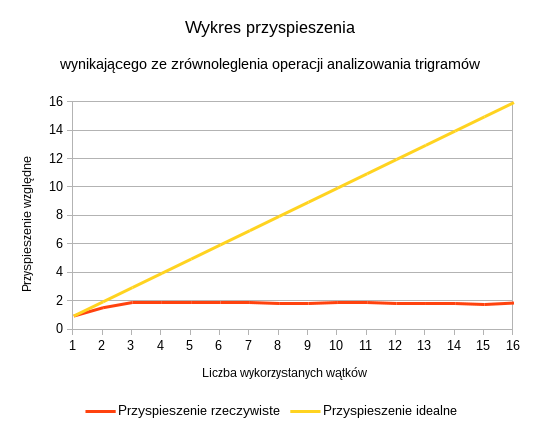 Wykres przyspieszenia
wynikającego ze zrównoleglenia operacji analizowania trigramów
Przyspieszenie względne
16
14
12
10
8
6
4
2
0
1 2 3 4 5 6 7 8 9 10 11 12 13 14 15 16
Liczba wykorzystanych wątków
Przyspieszenie rzeczywiste Przyspieszenie idealne